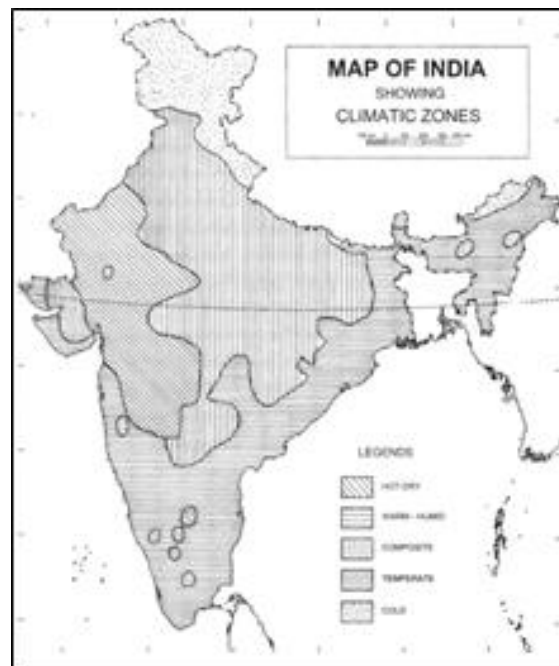 MAP OF INDIA
SHOWING
CLIMATIC ZONES
LEGENDS
HOT-DRY
WARM - HUMID
COMPOSITE
TEMPERATE
COLD